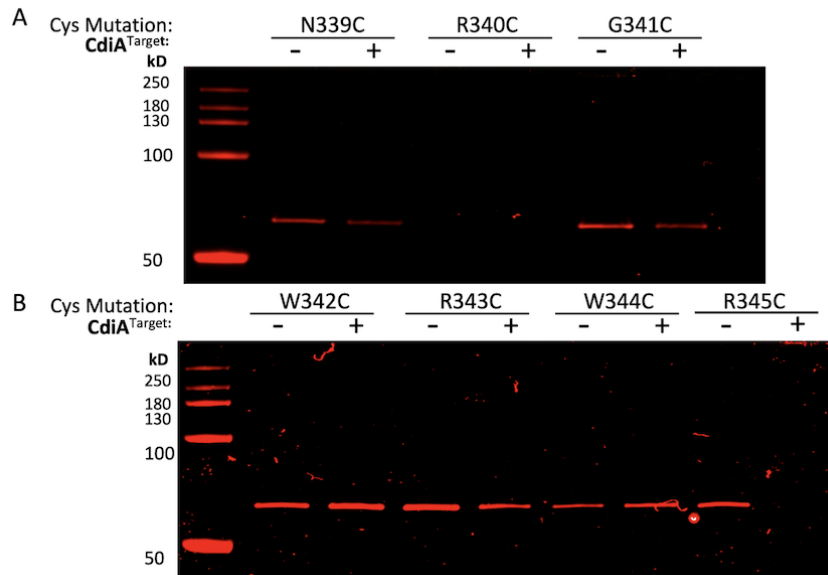 A
Cys Mutation: N339C R340C G341C
CdiATarget: - + - + - +
kD
250
180
130
100
50
B
Cys Mutation: W342C R343C W344C R345C
CdiATarget: - + - + - + - +
kD
250
180
130
100
50